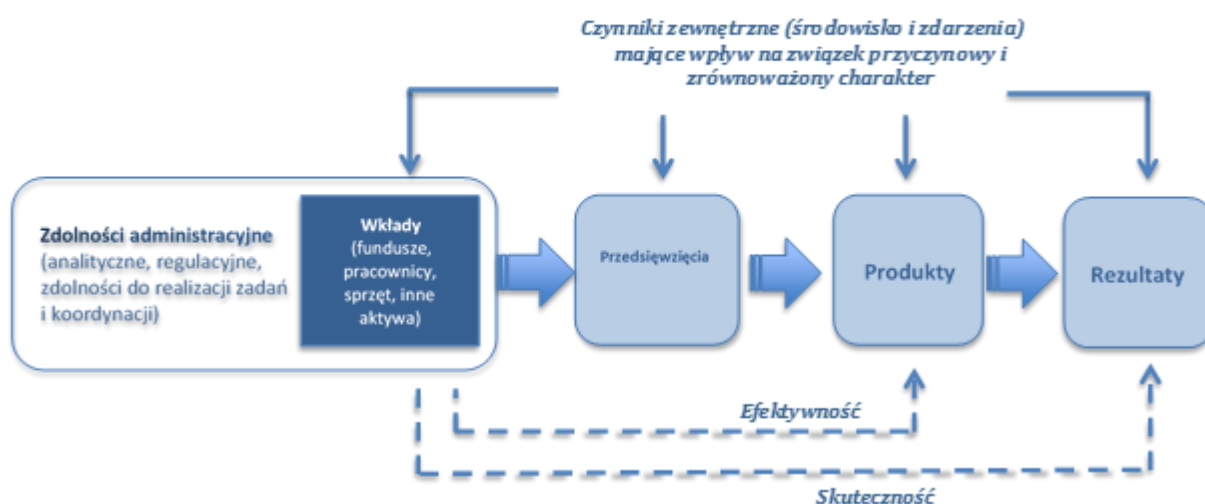 Czynniki zewnętrzne (środowisko i zdarzenia)
mające wpływ na związek przyczynowy i
zrównoważony charakter
Zdolności administracyjne
(analityczne, regulacyjne,
zdolności do realizacji zadań
i koordynacji)
Wkłady
(fundusze,
pracownicy,
sprzęt, inne
aktywa)
Przedsięwzięcia
Produkty
Rezultaty
Efektywność
Skuteczność